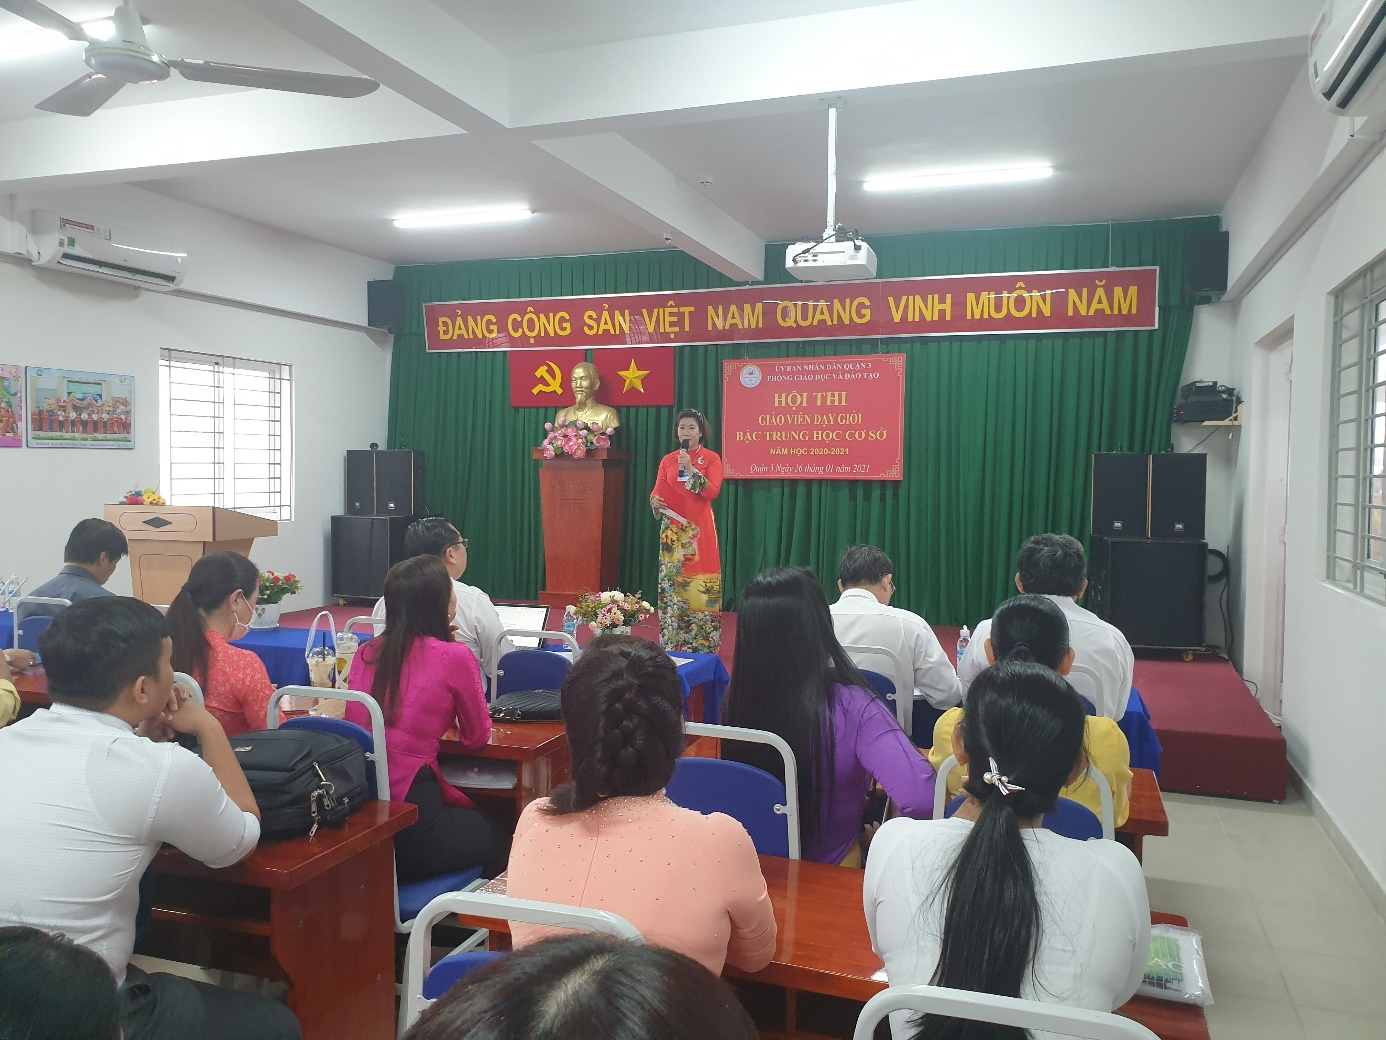 ĐẢNG CỘNG SẢN VIỆT NAM QUANG VINH MUÔN NĂM
ỦY BAN NHÂN DÂN QUẬN 3
PHÒNG GIÁO DỤC VÀ ĐÀO TẠO
HỘI THI
GIÁO VIÊN DẠY GIỎI
BẬC TRUNG HỌC CƠ SỞ
NĂM HỌC 2020-2021
Quận 3 Ngày 26 tháng 01 năm 2021